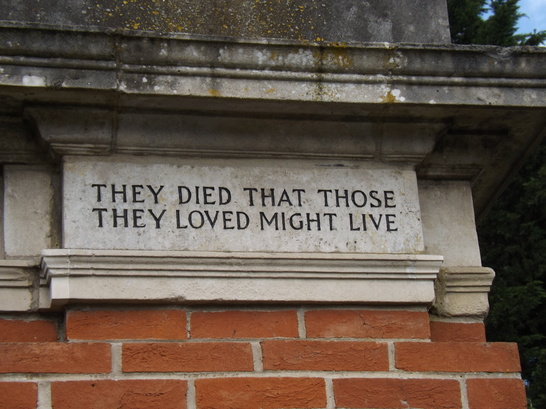 THEY DIED THAT THOSE
THEY LOVED MIGHT LIVE